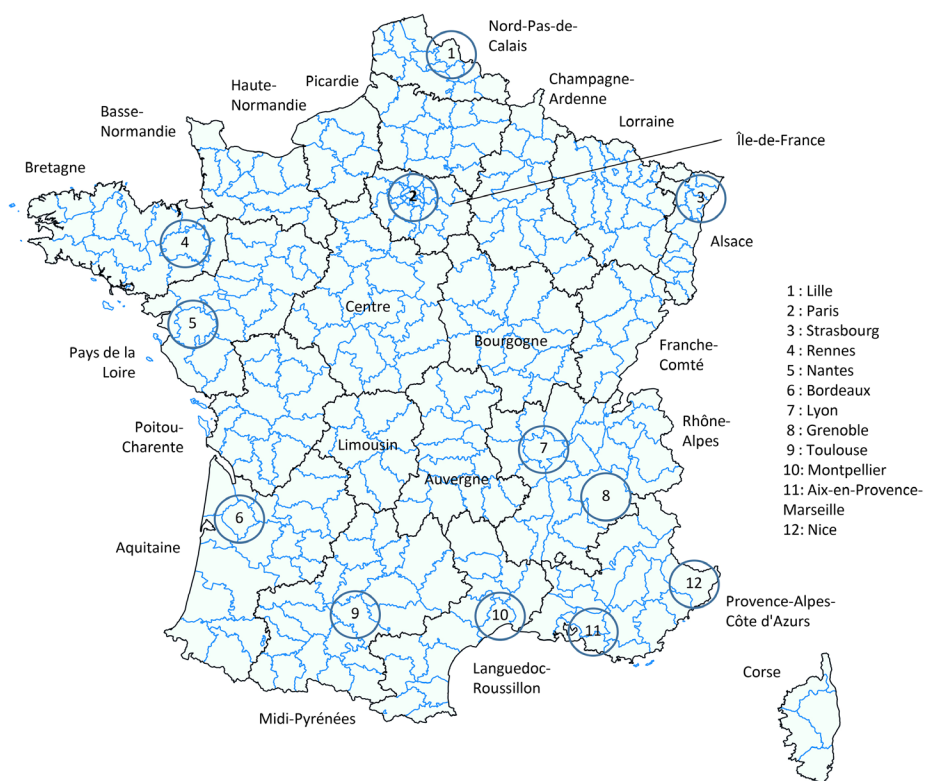 Nord-Pas-de-
Calais
1
Picardie
Haute-
Normandie
Champagne-
Ardenne
Basse-
Normandie
Lorraine
Île-de-France
Bretagne
2
3
4
Alsace
Centre
5
Bourgogne
Pays de la
Loire
Franche-
Comté
1 : Lille
2 : Paris
3 : Strasbourg
4 : Rennes
5 : Nantes
6 : Bordeaux
7 : Lyon
8 : Grenoble
9 : Toulouse
10: Montpellier
11: Aix-en-Provence-
Marseille
12: Nice
Poitou-
Charente
Limousin
7
Rhône-
Alpes
Auvergne
8
6
Aquitaine
12
Provence-Alpes-
Côte d'Azurs
9
10
11
Languedoc-
Roussillon
Corse
Midi-Pyrénées